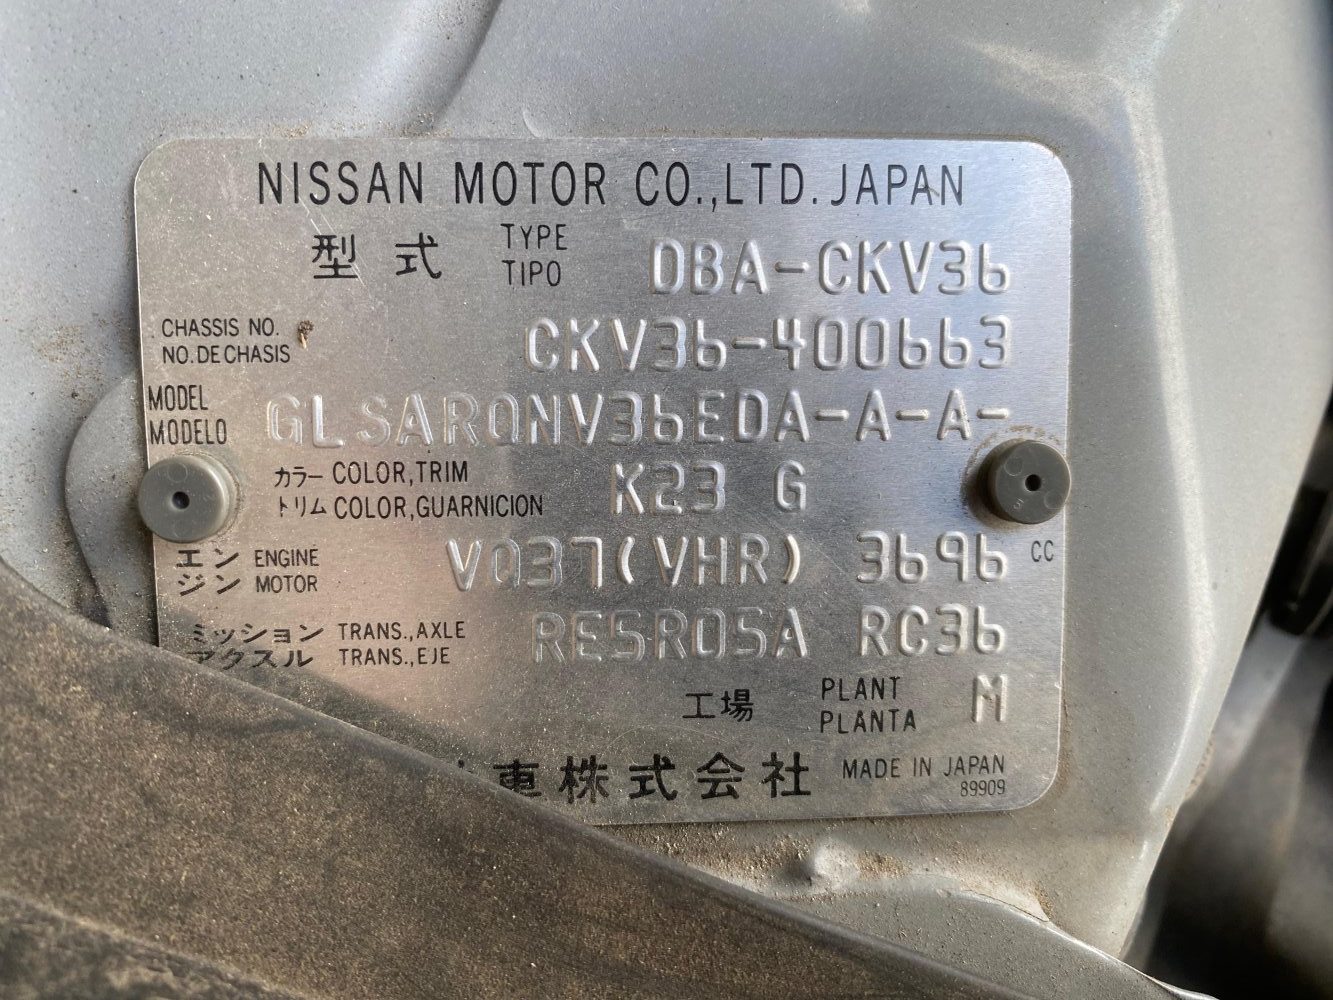 NISSAN MOTOR CO.,LTD. JAPAN
型式 TYPE DBA-CKV36
TIPO
CHASSIS NO. CKV36-400663
NO.DE CHASIS
MODEL GLSARQNV36EDA-A-A-
MODELO
カラー COLOR,TRIM K23 G
トリム COLOR,GUARNICION
エン ENGINE VQ37(VHR) 3696 CC
ジン MOTOR
ミッション TRANS.,AXLE RE5R05A RC36
アクスル TRANS.,EJE
工場 PLANT M
PLANTA
車株式会社 MADE IN JAPAN
89909